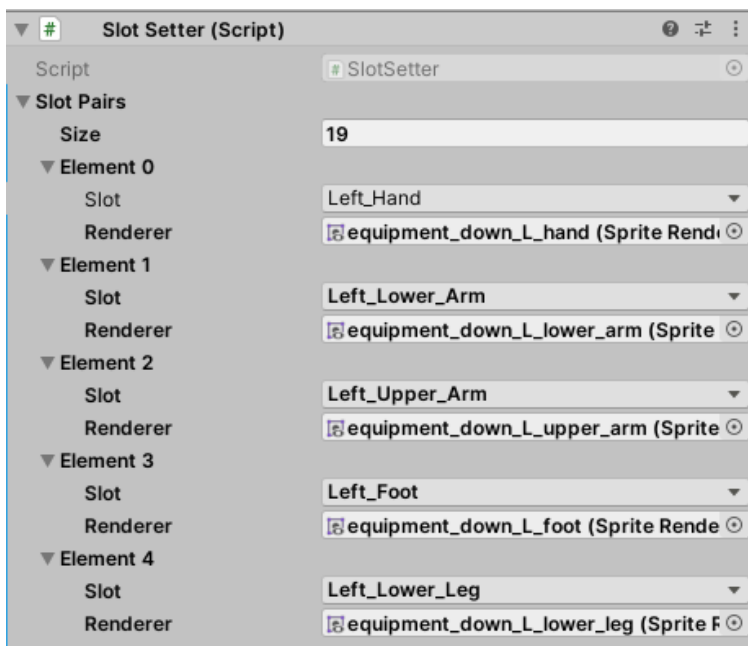 Slot Setter (Script)
Script SlotSetter
Slot Pairs
Size 19
Element 0
Slot Left_Hand
Renderer equipment_down_L_hand (Sprite Rende
Element 1
Slot Left_Lower_Arm
Renderer equipment_down_L_lower_arm (Sprite
Element 2
Slot Left_Upper_Arm
Renderer equipment_down_L_upper_arm (Sprite
Element 3
Slot Left_Foot
Renderer equipment_down_L_foot (Sprite Rende
Element 4
Slot Left_Lower_Leg
Renderer equipment_down_L_lower_leg (Sprite R